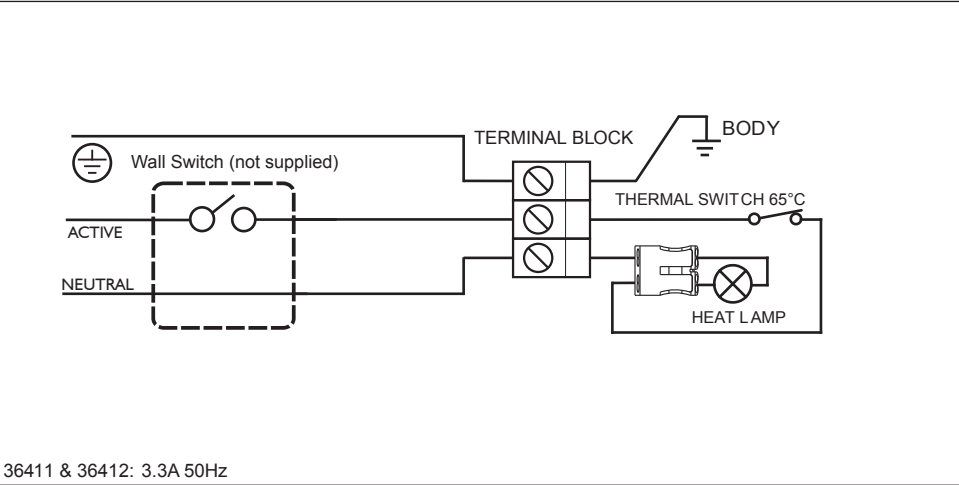 TERMINAL BLOCK
BODY
Wall Switch (not supplied)
THERMAL SWITCH 65°C
ACTIVE
NEUTRAL
HEAT LAMP
36411 & 36412: 3.3A 50Hz